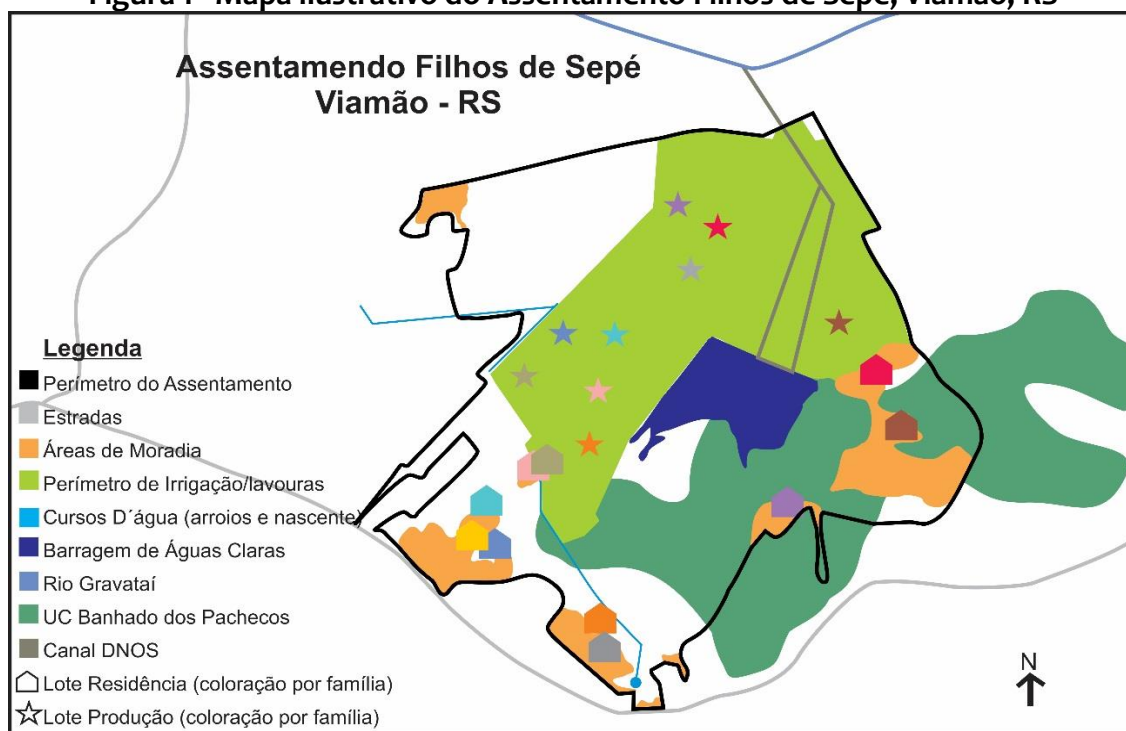 Figura 1 - Mapa ilustrativo do Assentamento Filhos de Sepé, Viamão, RS
Assentamendo Filhos de Sepé
Viamão - RS
Legenda
Perímetro do Assentamento
Estradas
Áreas de Moradia
Perímetro de Irrigação/lavouras
Cursos D´água (arroios e nascente)
Barragem de Águas Claras
Rio Gravataí
UC Banhado dos Pachecos
Canal DNOS
Lote Residência (coloração por família)
Lote Produção (coloração por família)
N